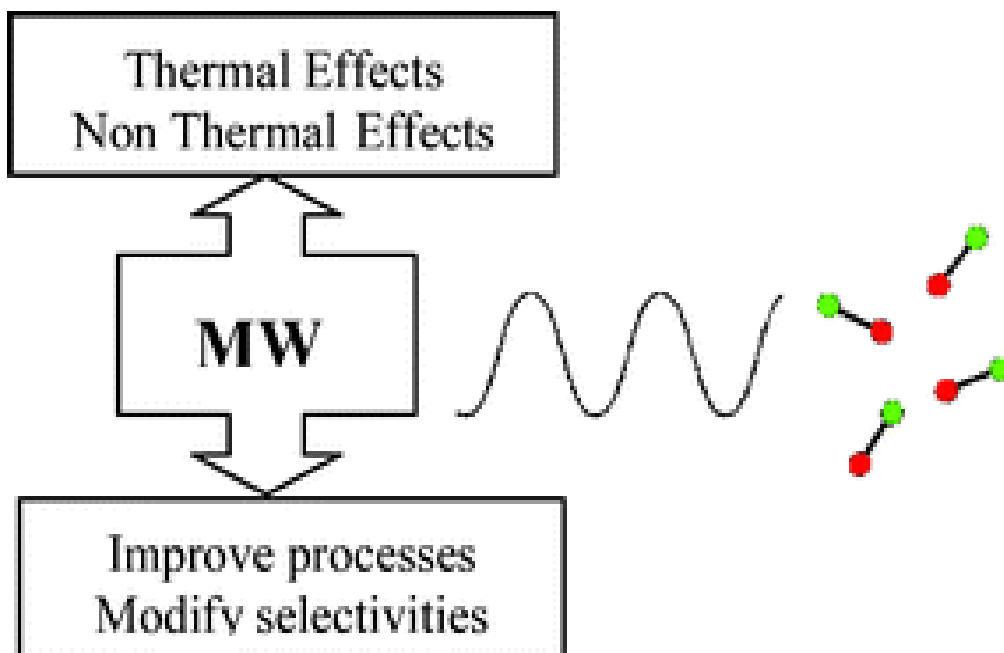 Thermal Effects
Non Thermal Effects
MW
Improve processes
Modify selectivities